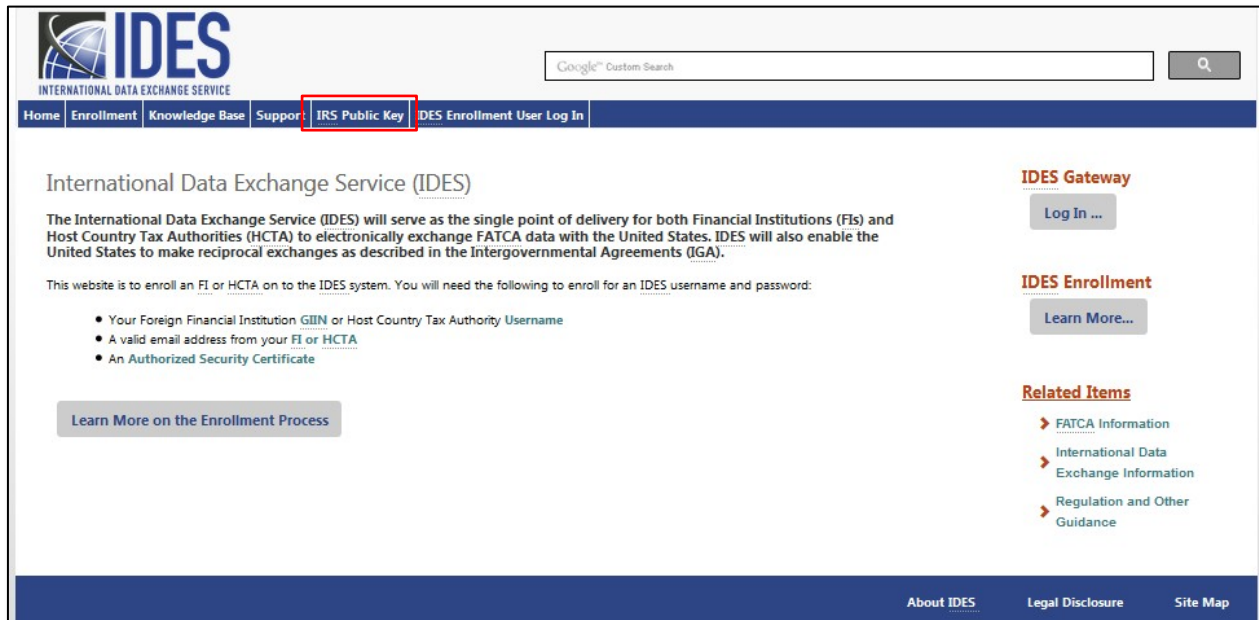 IDES
INTERNATIONAL DATA EXCHANGE SERVICE
Google™ Custom Search
Home Enrollment Knowledge Base Support IRS Public Key IDES Enrollment User Log In
International Data Exchange Service (IDES)
The International Data Exchange Service (IDES) will serve as the single point of delivery for both Financial Institutions (FIs) and
Host Country Tax Authorities (HCTA) to electronically exchange FATCA data with the United States. IDES will also enable the
United States to make reciprocal exchanges as described in the Intergovernmental Agreements (IGA).
This website is to enroll an FI or HCTA on to the IDES system. You will need the following to enroll for an IDES username and password:
• Your Foreign Financial Institution GIIN or Host Country Tax Authority Username
• A valid email address from your FI or HCTA
• An Authorized Security Certificate
Learn More on the Enrollment Process
IDES Gateway
Log In ...
IDES Enrollment
Learn More...
Related Items
FATCA Information
International Data
Exchange Information
Regulation and Other
Guidance
About IDES Legal Disclosure Site Map